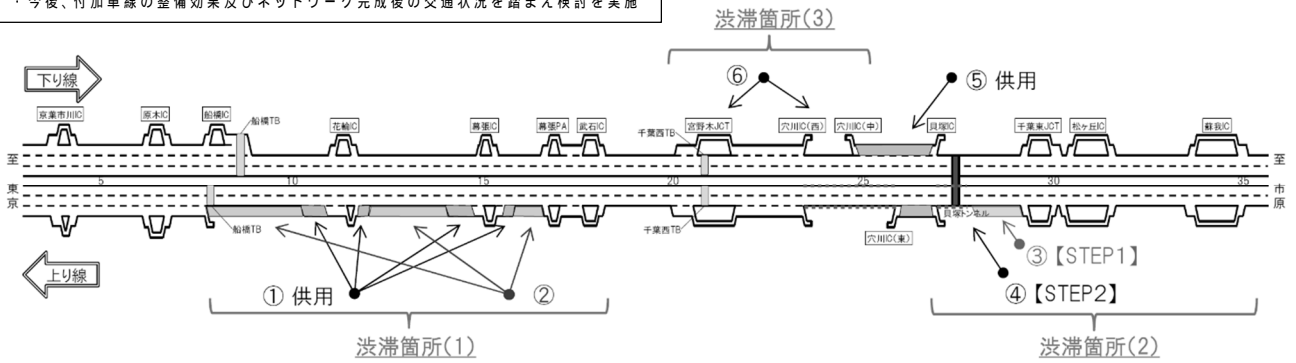 ・今後、付加車線の整備効果及びネットワーク完成後の交通状況を踏まえ検討を実施
渋滞箇所(3)
下り線
⑥
⑤ 供用
京葉市川IC
原木IC
船橋IC
船橋TB
花輪IC
幕張IC
幕張PA
武石IC
千葉西TB
宮野木JCT
穴川IC(西)
穴川IC(中)
貝塚IC
千葉東JCT
松ヶ丘IC
蘇我IC
至
東京
5
10
15
20
25
30
35
至
市原
船橋TB
千葉西TB
穴川IC(東)
貝塚トンネル
上り線
① 供用
②
③【STEP1】
④【STEP2】
渋滞箇所(1)
渋滞箇所(2)